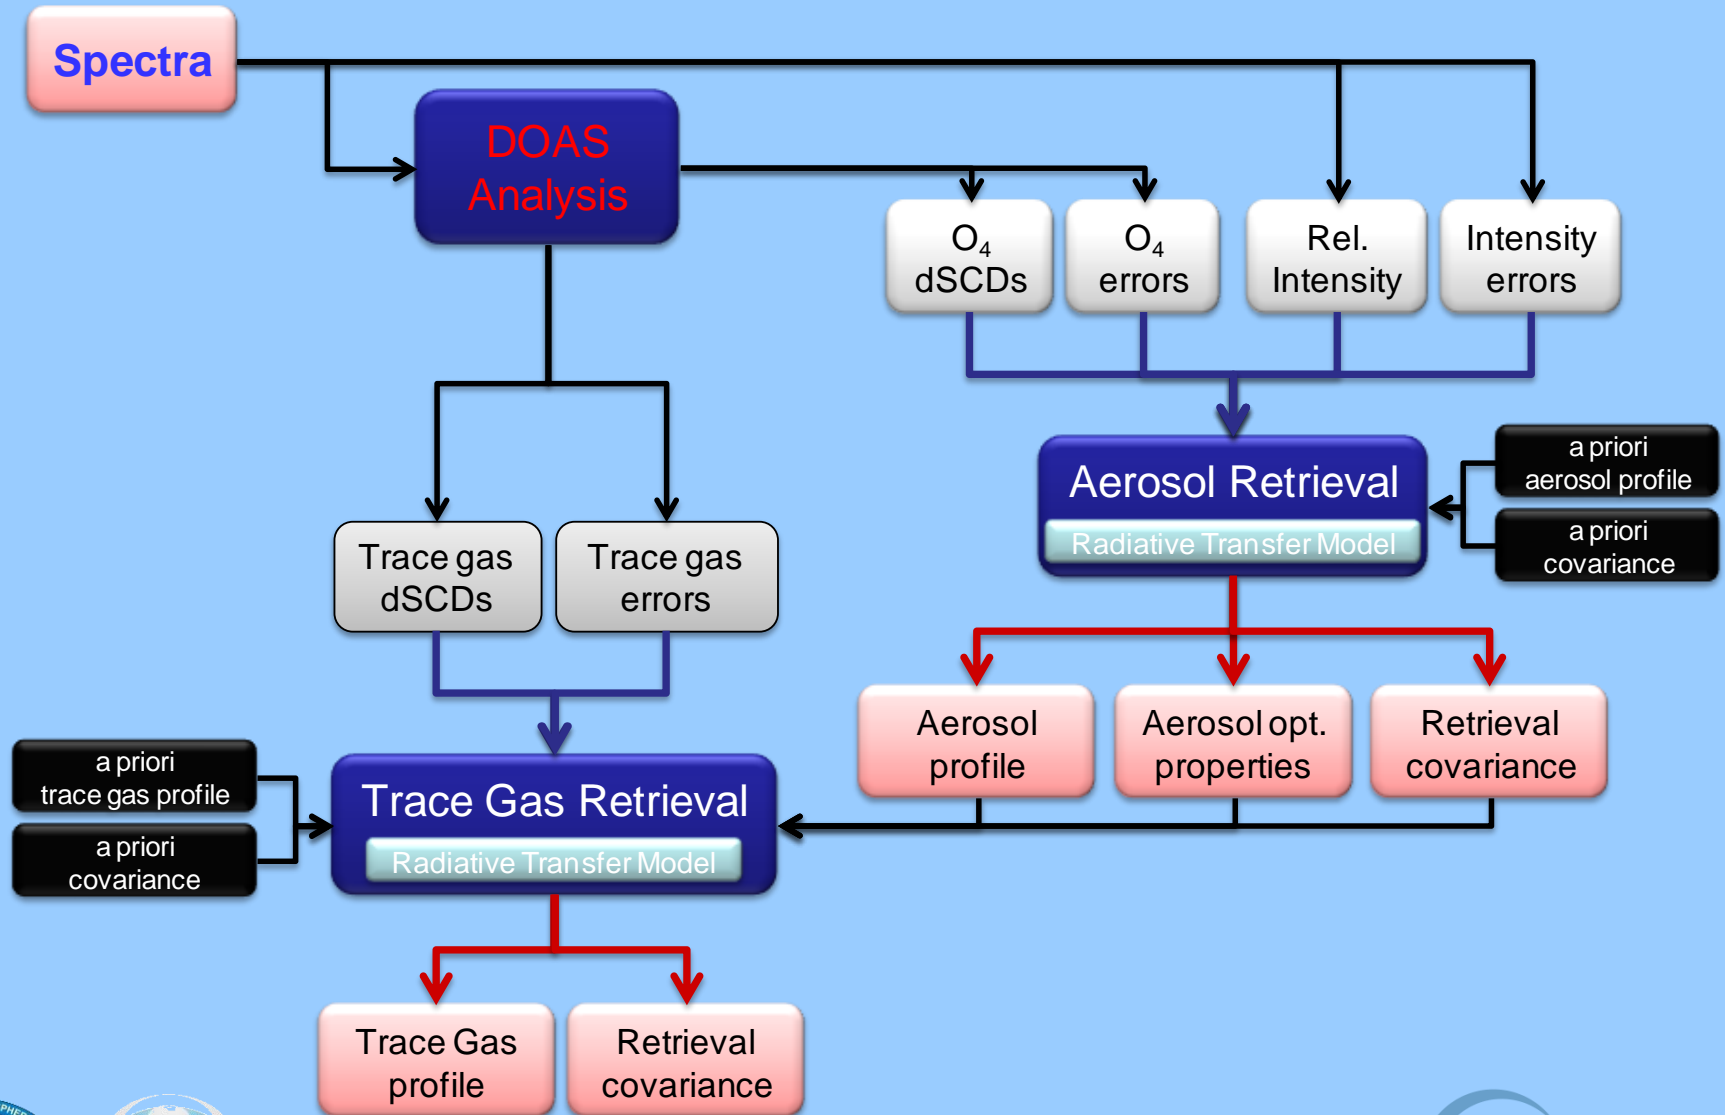 Spectra
DOAS
Analysis
O₄
dSCDs
O₄
errors
Rel.
Intensity
Intensity
errors
Aerosol Retrieval
Radiative Transfer Model
a priori
aerosol profile
a priori
covariance
Trace gas
dSCDs
Trace gas
errors
Aerosol
profile
Aerosol opt.
properties
Retrieval
covariance
a priori
trace gas profile
a priori
covariance
Trace Gas Retrieval
Radiative Transfer Model
Trace Gas
profile
Retrieval
covariance